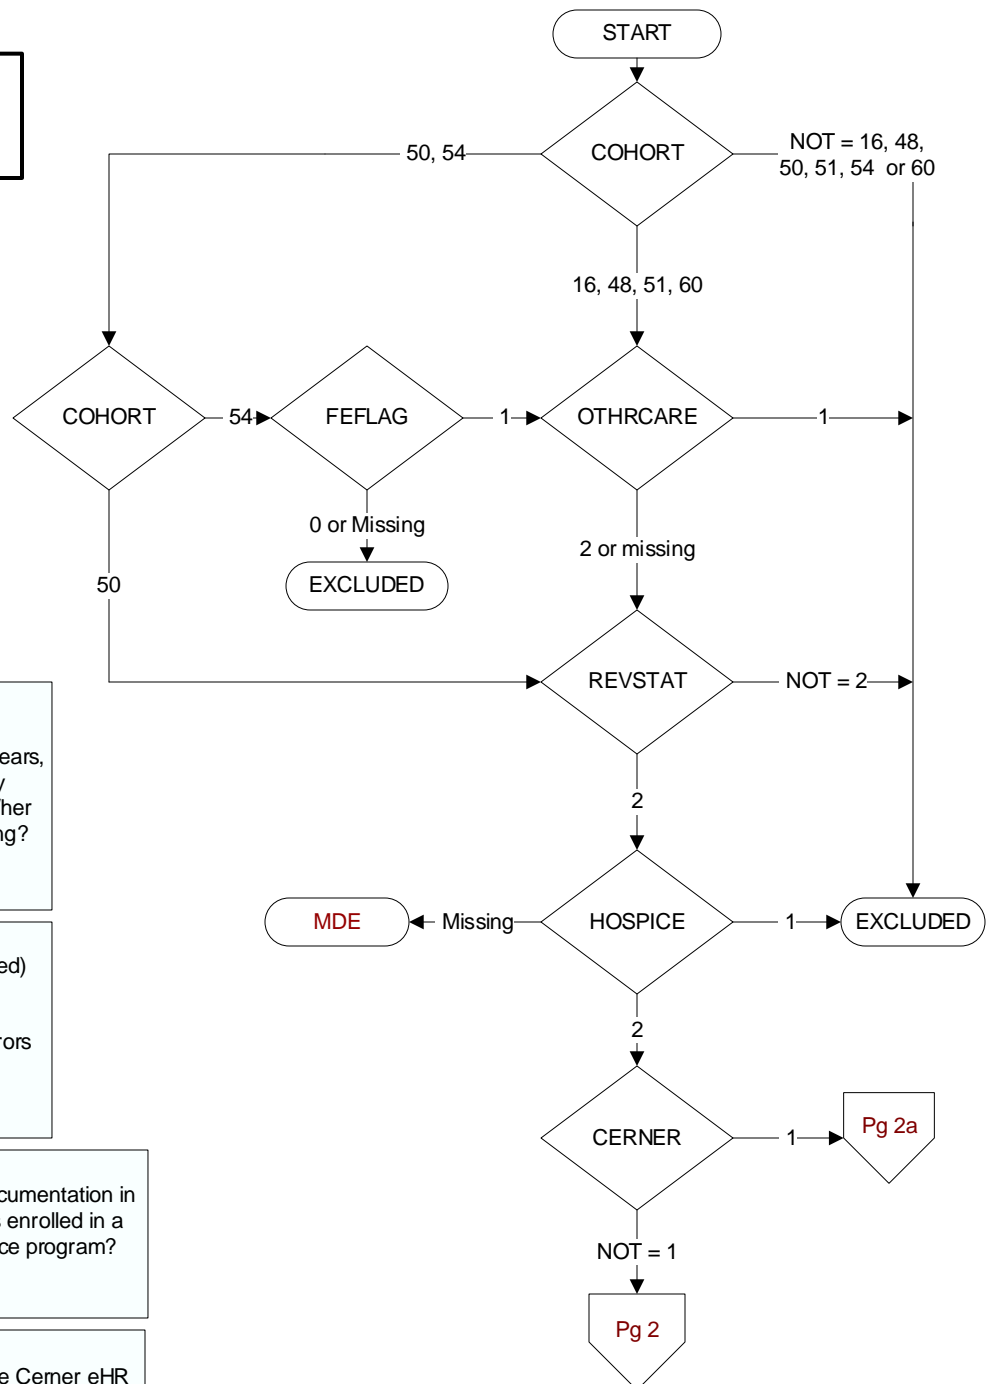 START
COHORT
50, 54
NOT = 16, 48,
50, 51, 54 or 60
16, 48, 51, 60
COHORT
54
FEFLAG
1
OTHRCARE
1
0 or Missing
2 or missing
EXCLUDED
50
REVSTAT
NOT = 2
ears,
her
ng?
2
MDE
Missing
HOSPICE
1
EXCLUDED
ed)
rors
2
CERNER
1
Pg 2a
cumentation in
s enrolled in a
ce program?
NOT = 1
Pg 2
e Cerner eHR